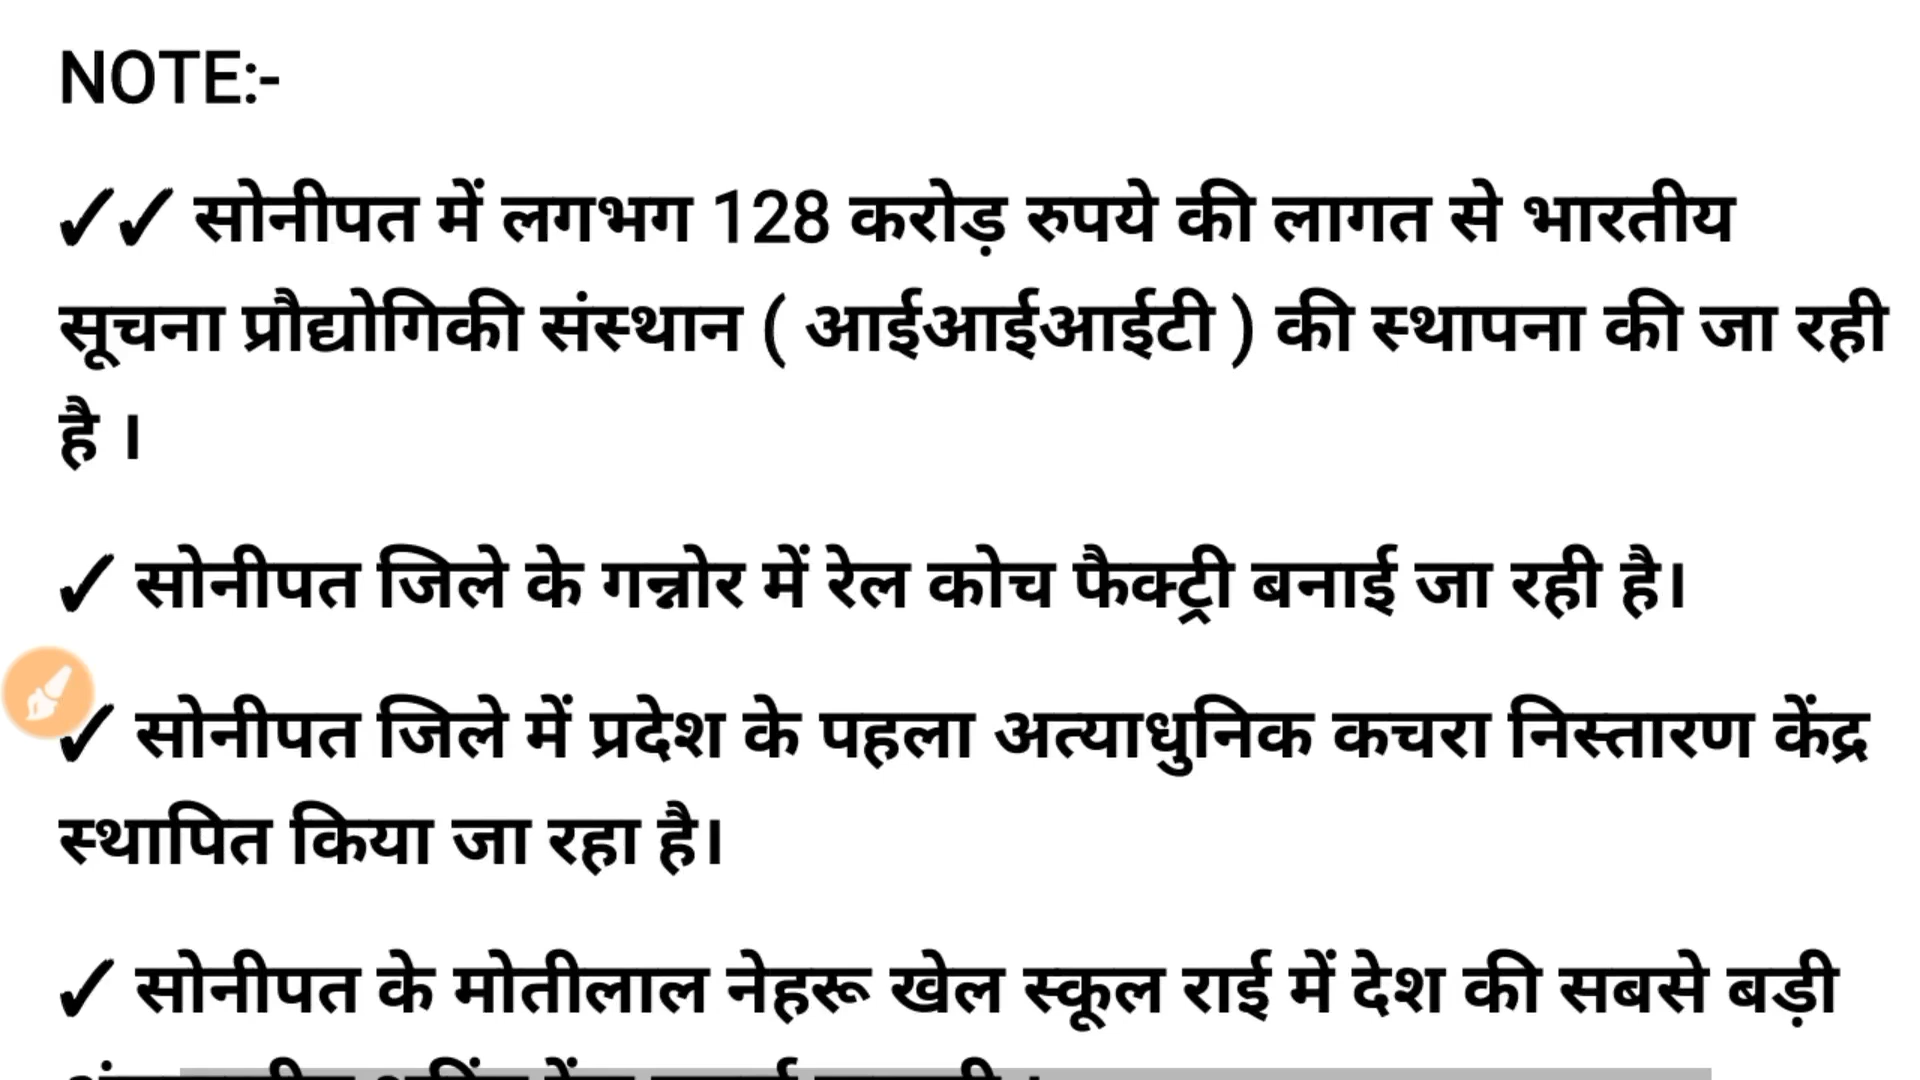 NOTE:-
✓✓ सोनीपत में लगभग 128 करोड़ रुपये की लागत से भारतीय
सूचना प्रौद्योगिकी संस्थान ( आईआईआईटी ) की स्थापना की जा रही
है ।
✓ सोनीपत जिले के गन्नोर में रेल कोच फैक्ट्री बनाई जा रही है।
✓ सोनीपत जिले में प्रदेश के पहला अत्याधुनिक कचरा निस्तारण केंद्र
स्थापित किया जा रहा है।
✓ सोनीपत के मोतीलाल नेहरू खेल स्कूल राई में देश की सबसे बड़ी